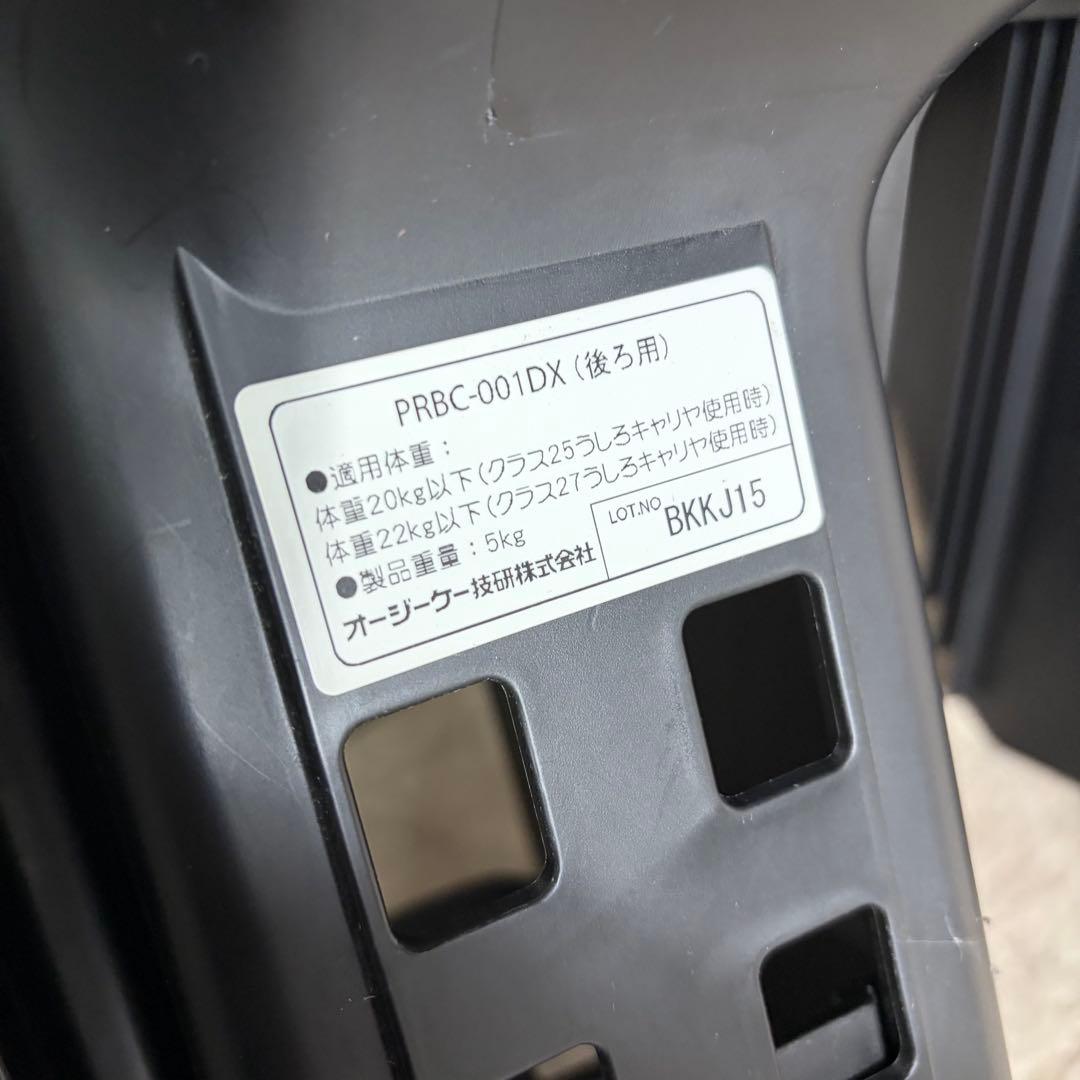 PRBC-001DX(後ろ用)
●適用体重:
体重20kg以下(クラス25うしろキャリヤ使用時)
体重22kg以下(クラス27うしろキャリヤ使用時)
●製品重量:5kg
オージーケー技研株式会社
LOT.NO BKKJ15